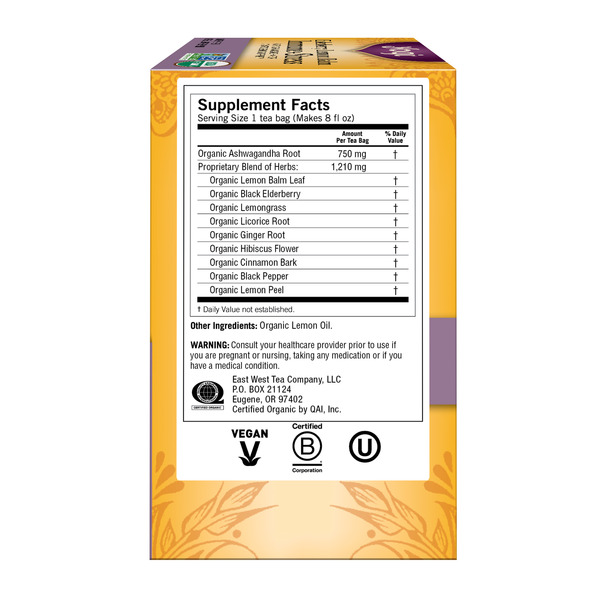 yogi
Supplement Facts
Serving Size 1 tea bag (Makes 8 fl oz)
Amount Per Tea Bag
% Daily Value
Organic Ashwagandha Root 750 mg †
Proprietary Blend of Herbs: 1,210 mg
Organic Lemon Balm Leaf †
Organic Black Elderberry †
Organic Lemongrass †
Organic Licorice Root †
Organic Ginger Root †
Organic Hibiscus Flower †
Organic Cinnamon Bark †
Organic Black Pepper †
Organic Lemon Peel †
† Daily Value not established.
Other Ingredients: Organic Lemon Oil.
WARNING: Consult your healthcare provider prior to use if
you are pregnant or nursing, taking any medication or if you
have a medical condition.
East West Tea Company, LLC
P.O. BOX 21124
Eugene, OR 97402
Certified Organic by QAI, Inc.
CERTIFIED ORGANIC
VEGAN
V
Certified
B
Corporation
U